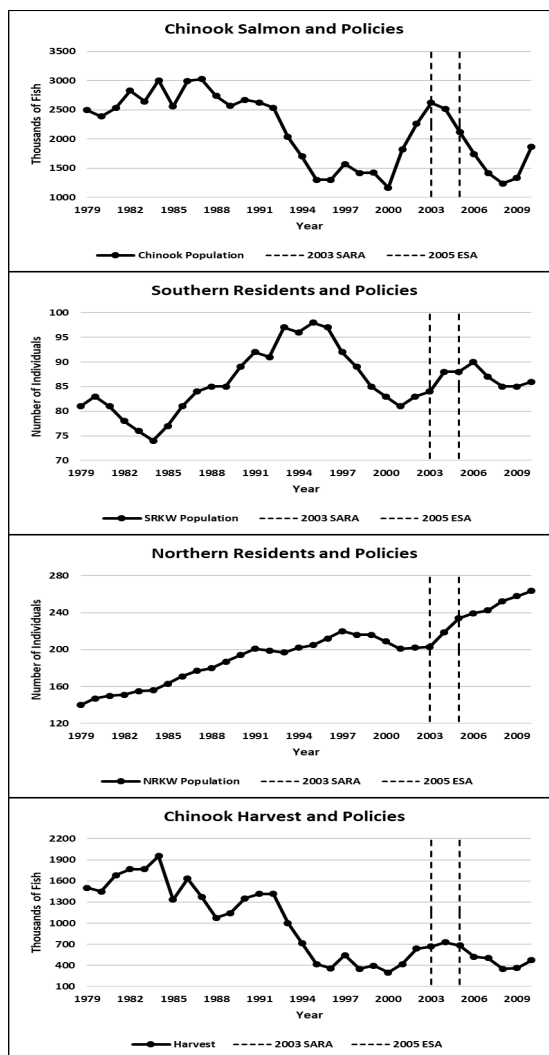 Chinook Salmon and Policies
3500
3000
2500
2000
1500
1000
Thousands of Fish
1979 1982 1985 1988 1991 1994 1997 2000 2003 2006 2009
Year
Chinook Population 2003 SARA 2005 ESA
Southern Residents and Policies
100
95
90
85
80
75
70
Number of Individuals
1979 1982 1985 1988 1991 1994 1997 2000 2003 2006 2009
Year
SRKW Population 2003 SARA 2005 ESA
Northern Residents and Policies
280
240
200
160
120
Number of Individuals
1979 1982 1985 1988 1991 1994 1997 2000 2003 2006 2009
Year
NRKW Population 2003 SARA 2005 ESA
Chinook Harvest and Policies
2200
1900
1600
1300
1000
700
400
100
Thousands of Fish
1979 1982 1985 1988 1991 1994 1997 2000 2003 2006 2009
Year
Harvest 2003 SARA 2005 ESA